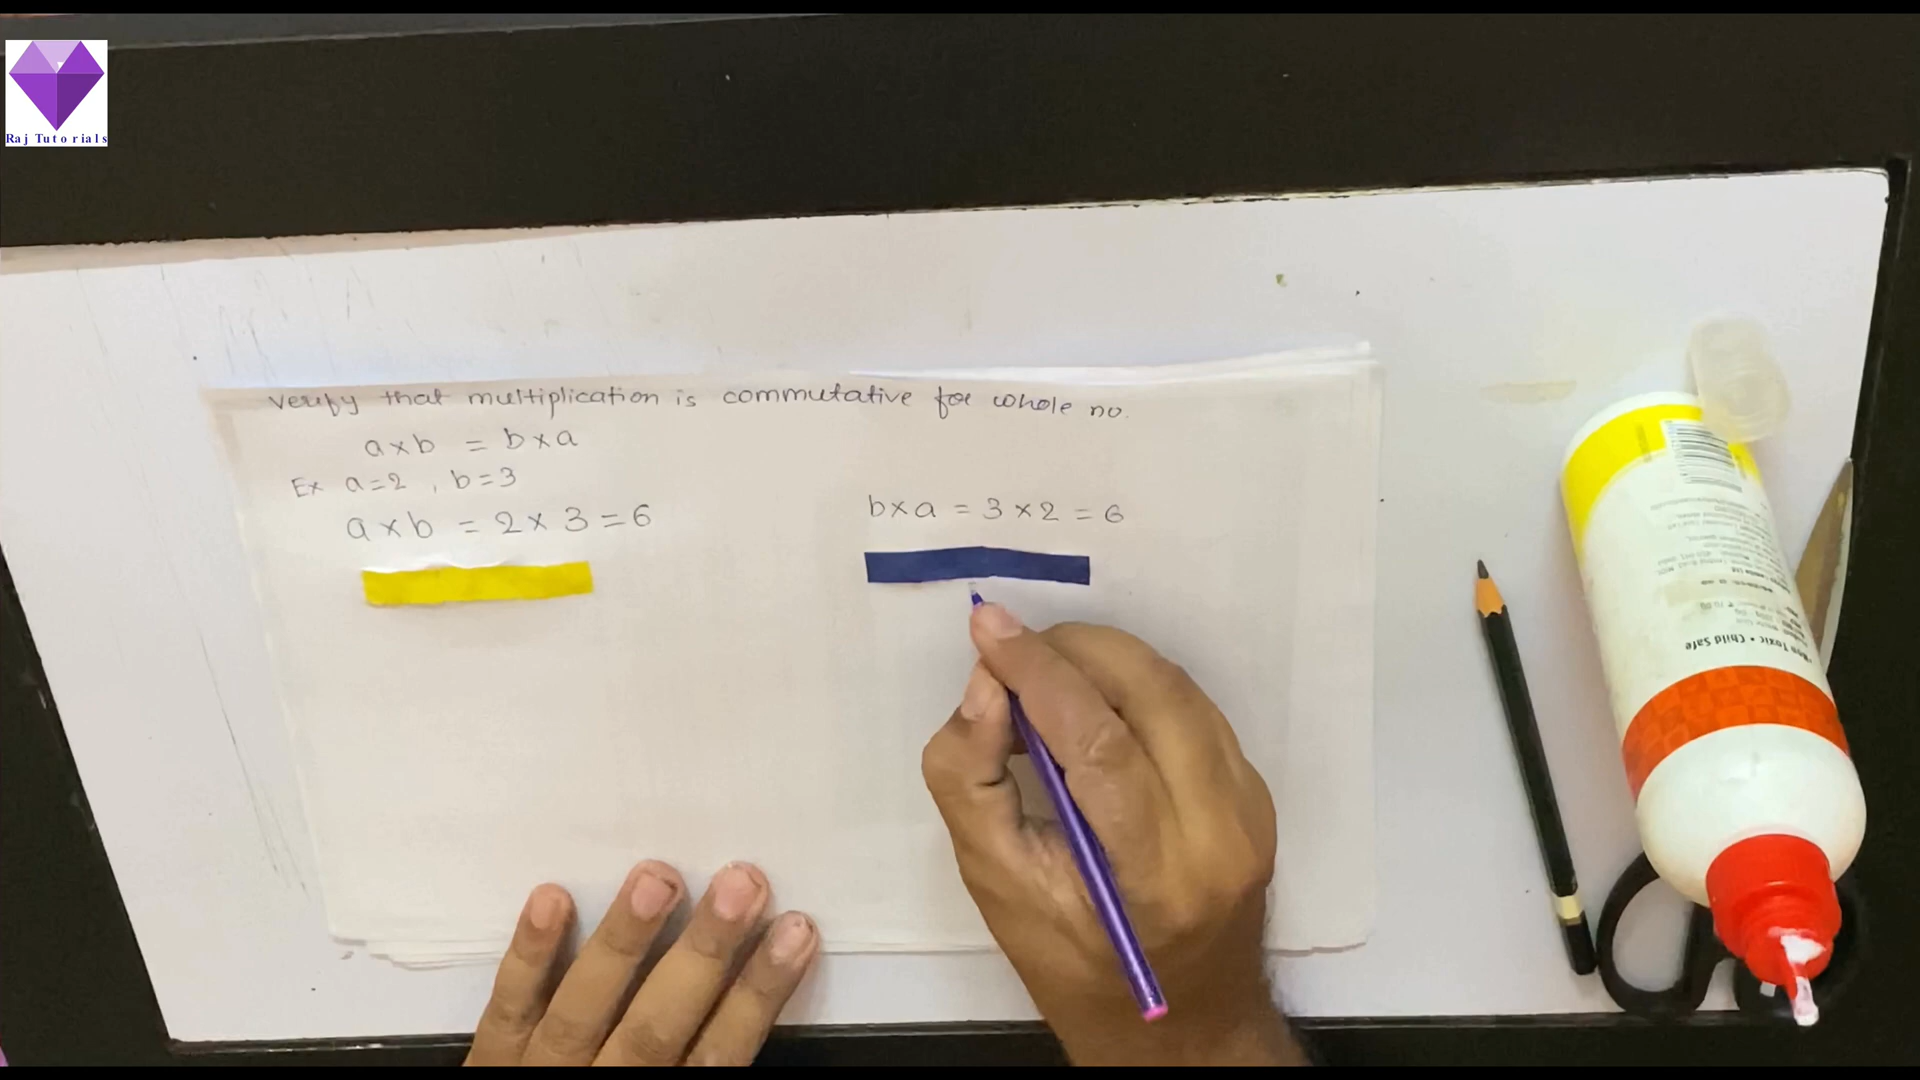 Raj Tutorials
Verify that multiplication is commutative for whole no.
a×b = b×a
Ex a=2 , b=3
a×b = 2×3=6
b×a = 3×2 = 6
Non Toxic • Child Safe